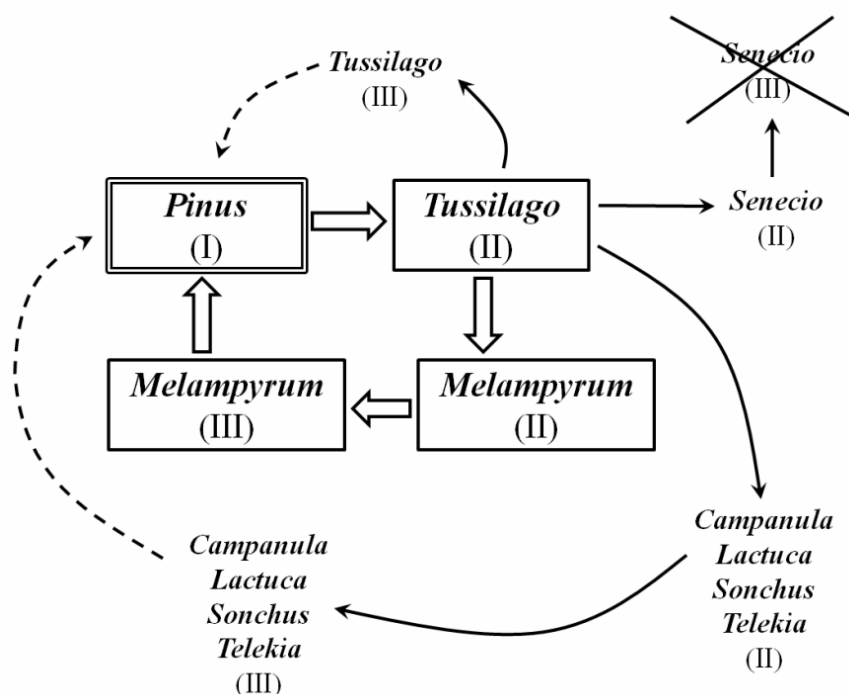 Tussilago
(III)
Senecio
(III)
Pinus
(I)
Tussilago
(II)
Senecio
(II)
Melampyrum
(III)
Melampyrum
(II)
Campanula
Lactuca
Sonchus
Telekia
(II)
Campanula
Lactuca
Sonchus
Telekia
(III)